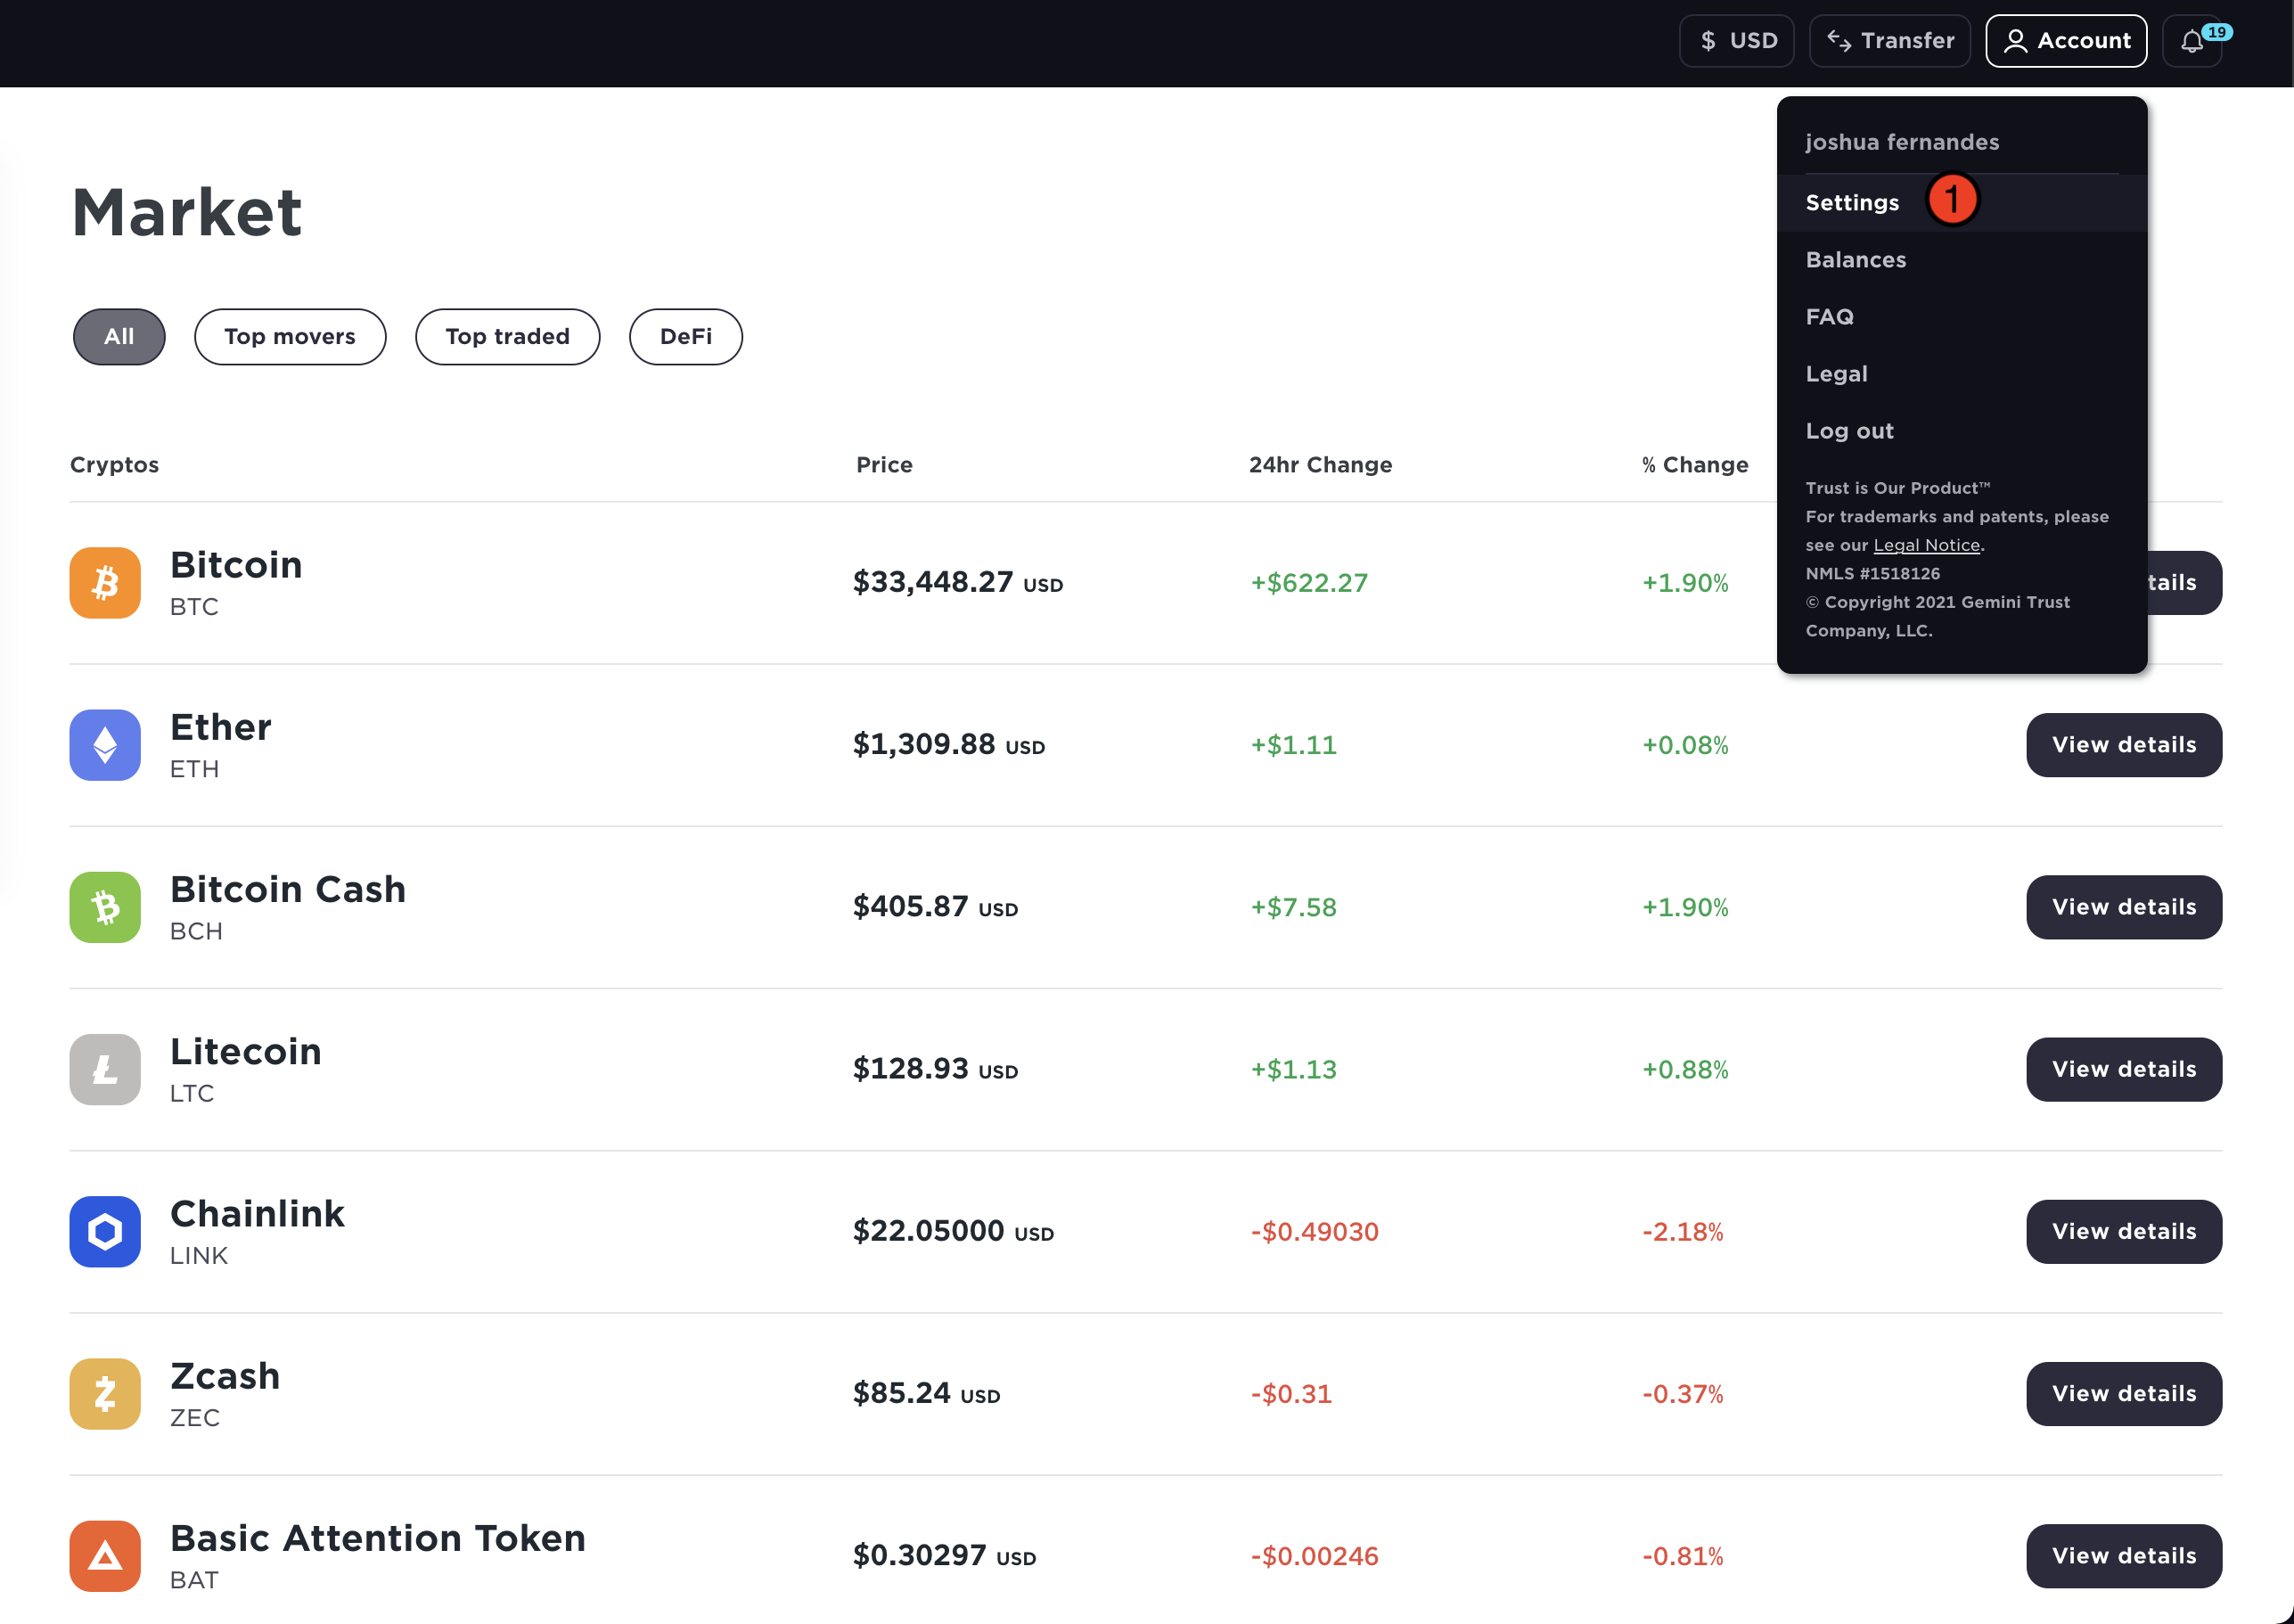 $ USD Transfer Account 19
joshua fernandes
Settings 1
Balances
FAQ
Legal
Log out
Trust is Our Product™
For trademarks and patents, please
see our Legal Notice.
NMLS #1518126
© Copyright 2021 Gemini Trust
Company, LLC.
Market
All Top movers Top traded DeFi
Cryptos Price 24hr Change % Change
Bitcoin
BTC
$33,448.27 USD +$622.27 +1.90% tails
Ether
ETH
$1,309.88 USD +$1.11 +0.08% View details
Bitcoin Cash
BCH
$405.87 USD +$7.58 +1.90% View details
Litecoin
LTC
$128.93 USD +$1.13 +0.88% View details
Chainlink
LINK
$22.05000 USD -$0.49030 -2.18% View details
Zcash
ZEC
$85.24 USD -$0.31 -0.37% View details
Basic Attention Token
BAT
$0.30297 USD -$0.00246 -0.81% View details